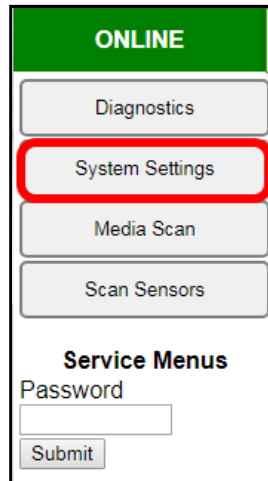 ONLINE
Diagnostics
System Settings
Media Scan
Scan Sensors
Service Menus
Password
Submit